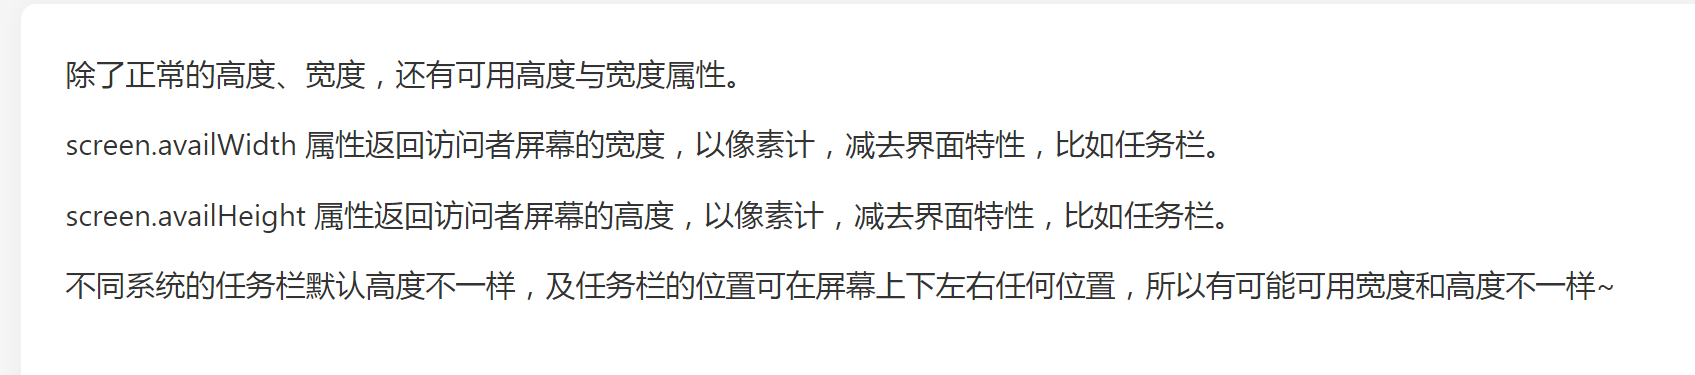 除了正常的高度、宽度，还有可用高度与宽度属性。
screen.availWidth 属性返回访问者屏幕的宽度，以像素计，减去界面特性，比如任务栏。
screen.availHeight 属性返回访问者屏幕的高度，以像素计，减去界面特性，比如任务栏。
不同系统的任务栏默认高度不一样，及任务栏的位置可在屏幕上下左右任何位置，所以有可能可用宽度和高度不一样~